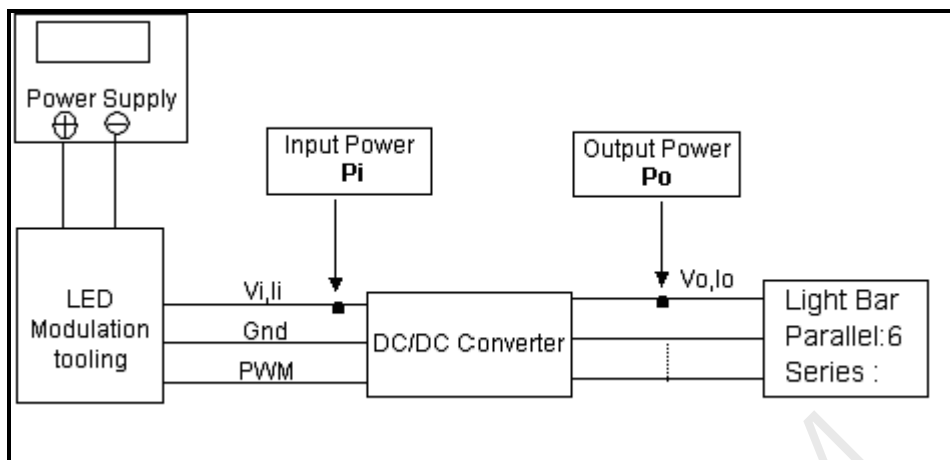 Power Supply
Input Power
Pi
Output Power
Po
LED
Modulation
tooling
Vi,Ii
Gnd
PWM
DC/DC Converter
Vo,Io
Light Bar
Parallel:6
Series :